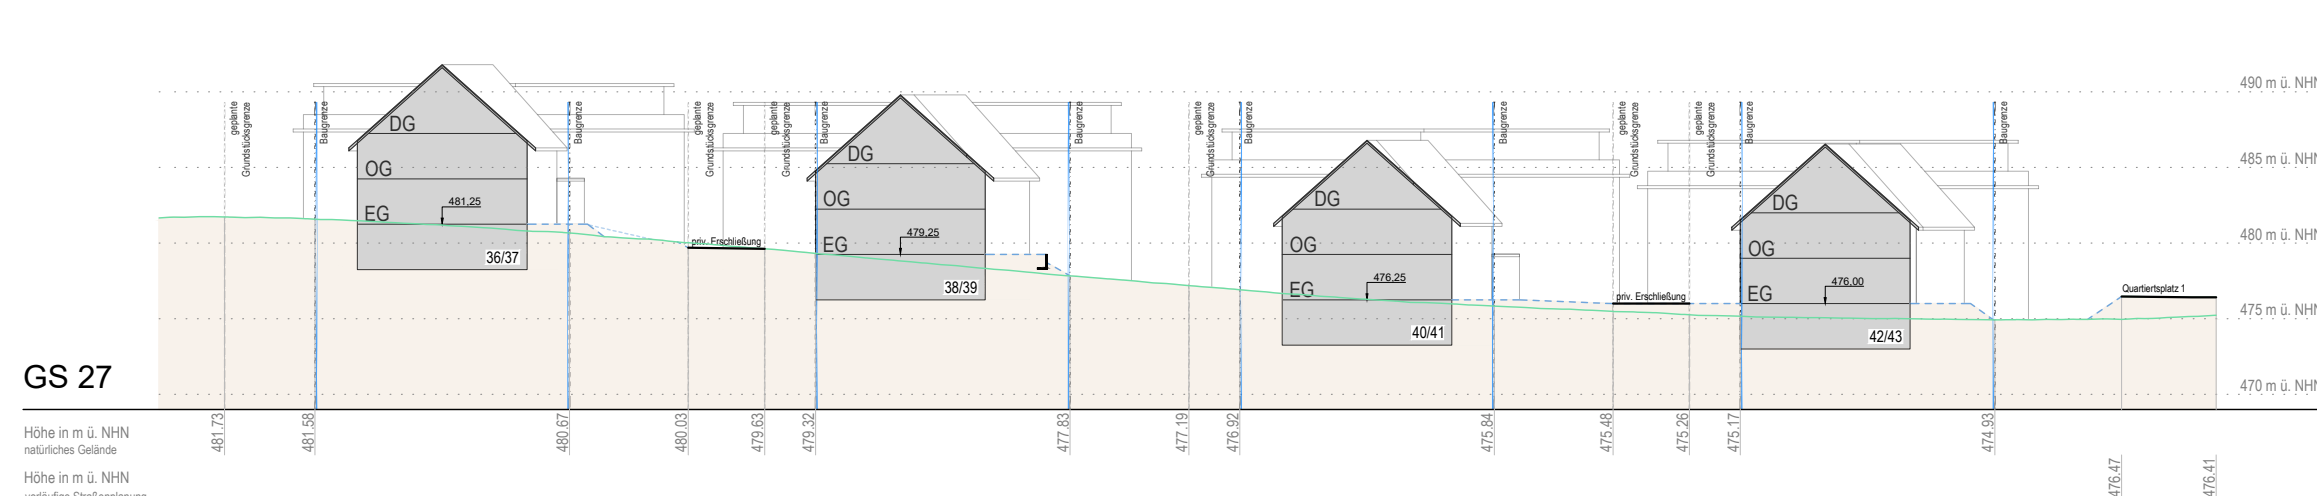 490 m ü. NHN
geplante
Grundstücksgrenze
Baugrenze
Baugrenze
geplante
Grundstücksgrenze
geplante
Grundstücksgrenze
Baugrenze
Baugrenze
geplante
Grundstücksgrenze
Baugrenze
Baugrenze
geplante
Grundstücksgrenze
geplante
Grundstücksgrenze
Baugrenze
Baugrenze
DG
OG
EG
481,25
36/37
priv. Erschließung
DG
OG
EG
479,25
38/39
DG
OG
EG
476,25
40/41
priv. Erschließung
DG
OG
EG
476,00
42/43
Quartiertsplatz 1
485 m ü. NHN
480 m ü. NHN
475 m ü. NHN
470 m ü. NHN
GS 27
Höhe in m ü. NHN
natürliches Gelände
481.73
481.58
480.67
480.03
479.63
479.32
477.83
477.19
476.92
475.84
475.48
475.26
475.17
474.93
Höhe in m ü. NHN
vorläufige Straßenplanung
476.47
476.41